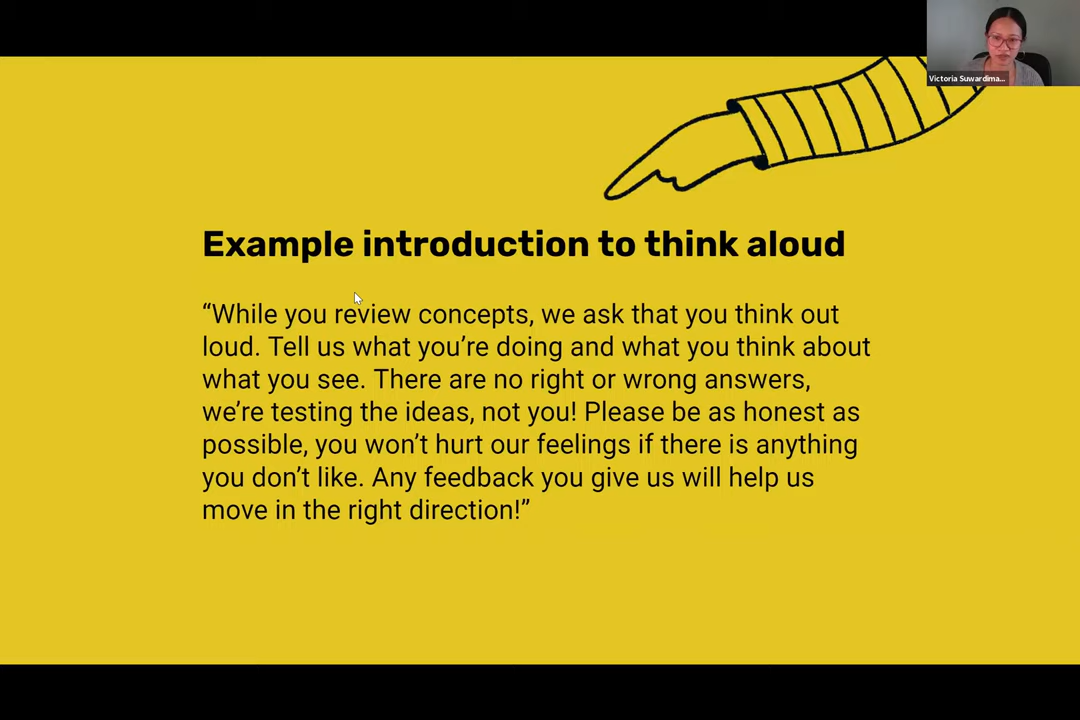 Victoria Suwardima...
Example introduction to think aloud
“While you review concepts, we ask that you think out
loud. Tell us what you’re doing and what you think about
what you see. There are no right or wrong answers,
we’re testing the ideas, not you! Please be as honest as
possible, you won’t hurt our feelings if there is anything
you don’t like. Any feedback you give us will help us
move in the right direction!”